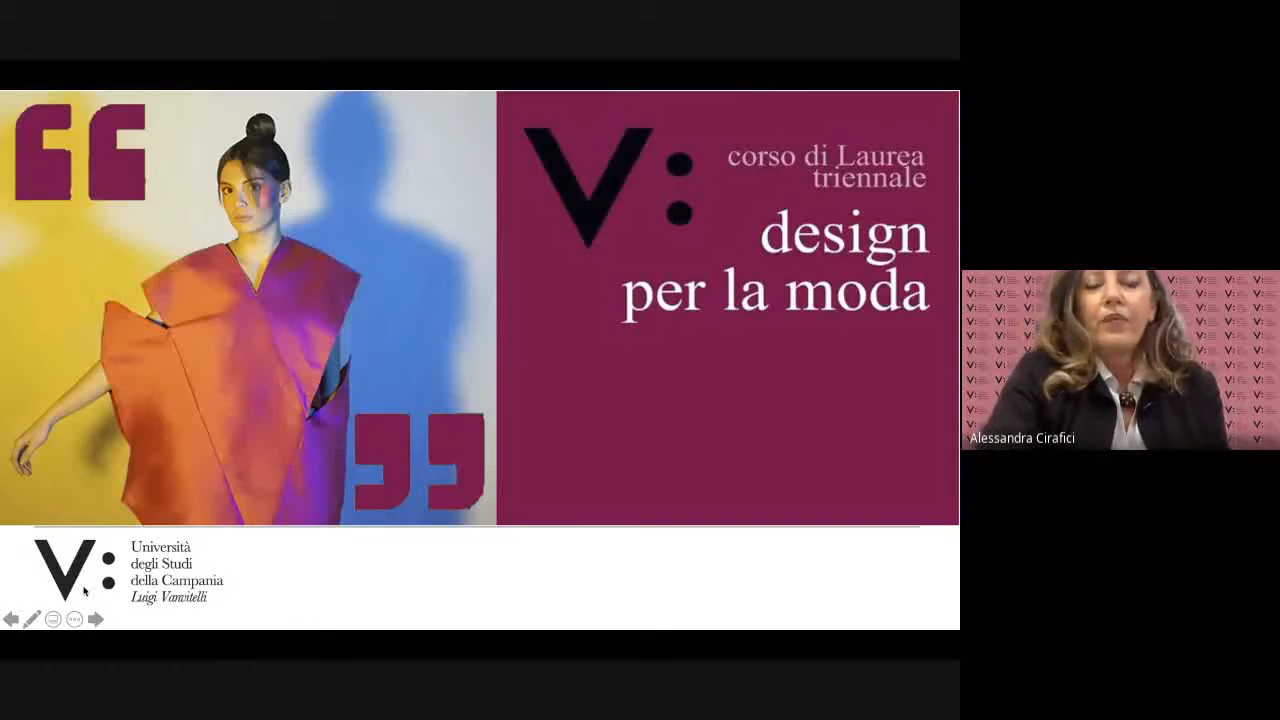 V:
corso di Laurea
triennale
design
per la moda
Alessandra Cirafici
V:
Università
degli Studi
della Campania
Luigi Vanvitelli